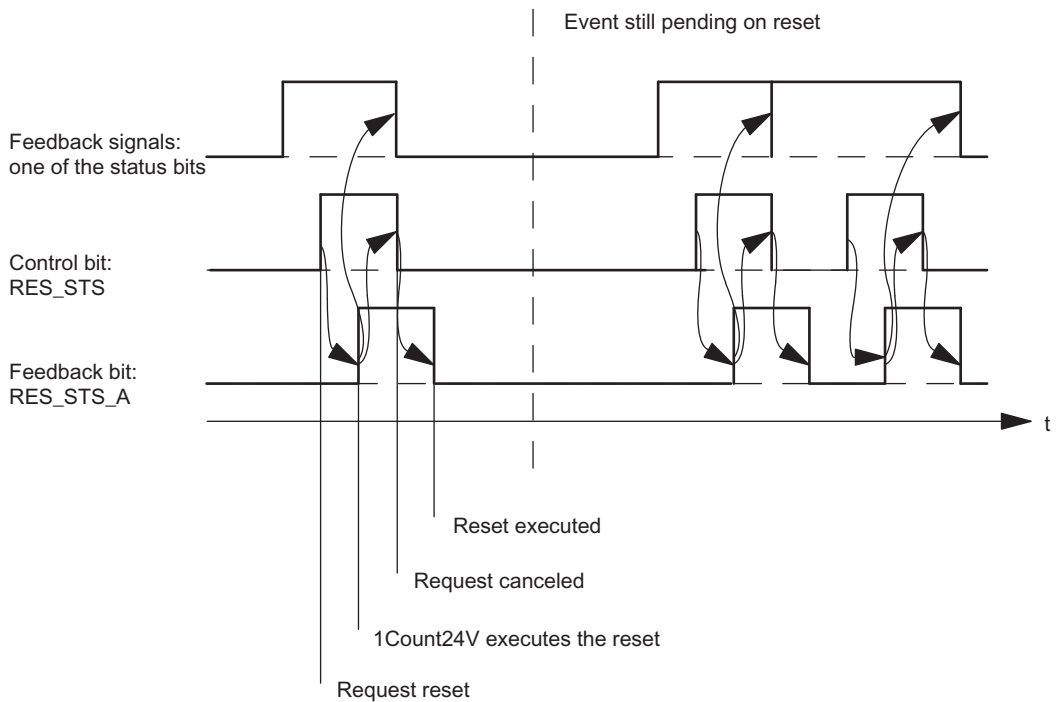 Event still pending on reset
Feedback signals:
one of the status bits
Control bit:
RES_STS
Feedback bit:
RES_STS_A
t
Reset executed
Request canceled
1Count24V executes the reset
Request reset